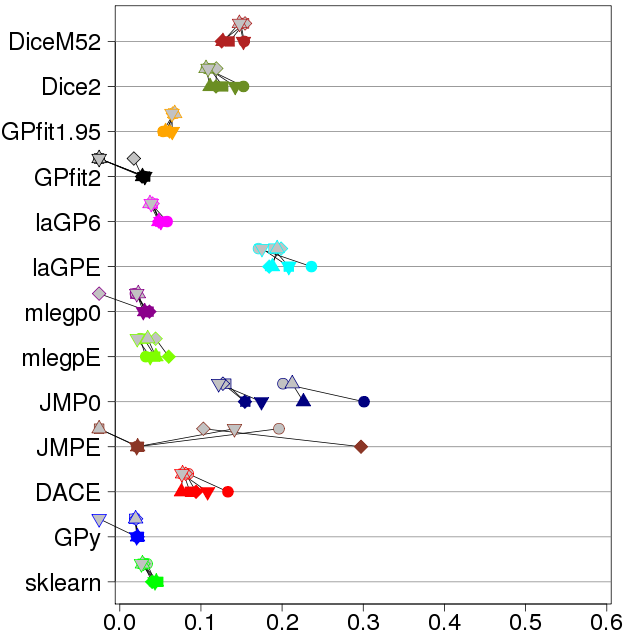 DiceM52
Dice2
GPfit1.95
GPfit2
laGP6
laGPE
mlegp0
mlegpE
JMP0
JMPE
DACE
GPy
sklearn
0.0 0.1 0.2 0.3 0.4 0.5 0.6